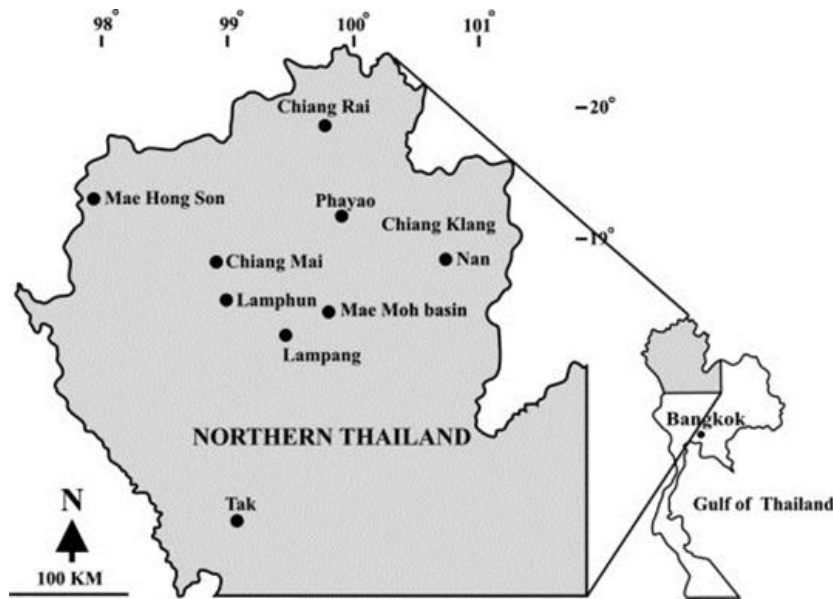 98° 99° 100° 101°
Chiang Rai
–20°
Mae Hong Son
Phayao
Chiang Klang
–19°
Chiang Mai
Nan
Lamphun
Mae Moh basin
Lampang
Bangkok
NORTHERN THAILAND
Tak
N
Gulf of Thailand
100 KM